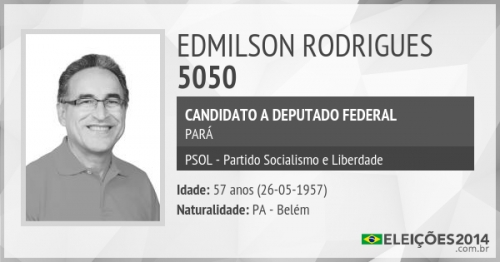 EDMILSON RODRIGUES
5050
CANDIDATO A DEPUTADO FEDERAL
PARÁ
PSOL - Partido Socialismo e Liberdade
Idade: 57 anos (26-05-1957)
Naturalidade: PA - Belém
ELEIÇÕES2014
.com.br